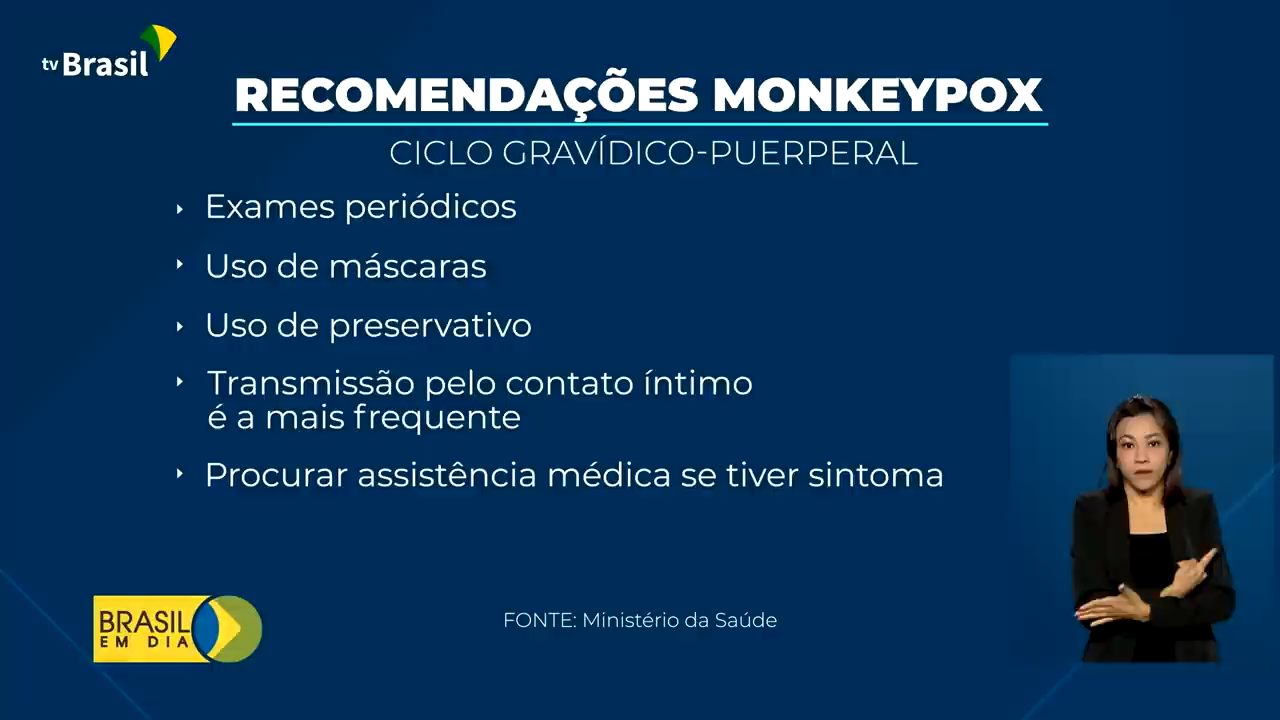 tv Brasil
RECOMENDAÇÕES MONKEYPOX
CICLO GRAVÍDICO-PUERPERAL
Exames periódicos
Uso de máscaras
Uso de preservativo
Transmissão pelo contato íntimo
é a mais frequente
Procurar assistência médica se tiver sintoma
BRASIL
EM DIA
FONTE: Ministério da Saúde